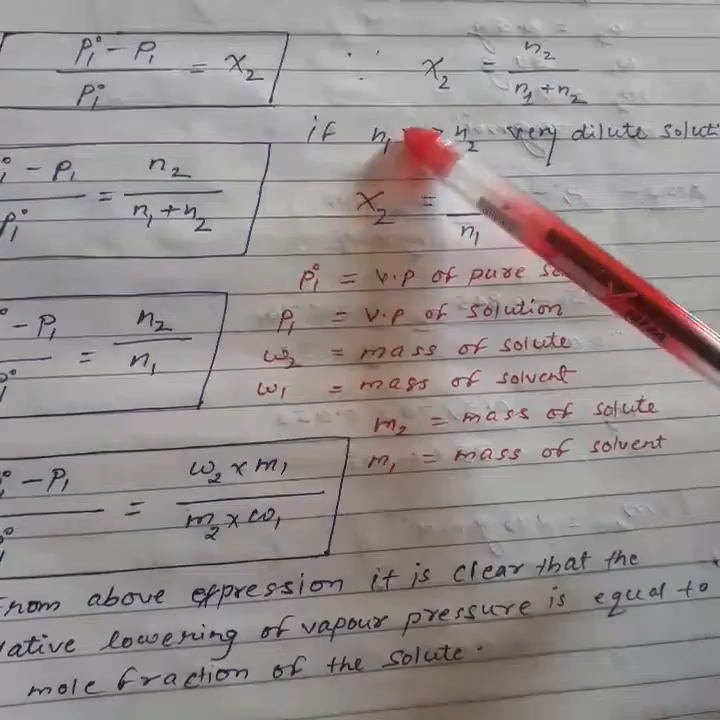 P₁° - P₁ / P₁° = x₂ ∵ x₂ = n₂ / n₁ + n₂
if n₁ > n₂ very dilute soluti
° - P₁ / P₁° = n₂ / n₁ + n₂
x₂ = / n₁
P₁° = V.P of pure
° - P₁ / ° = n₂ / n₁
P₁ = V.P of solution
w₂ = mass of solute
w₁ = mass of solvent
m₂ = mass of solute
m₁ = mass of solvent
° - P₁ / ° = w₂ x m₁ / m₂ x w₁
From above expression it is clear that the
lative lowering of vapour pressure is equal to
mole fraction of the solute.